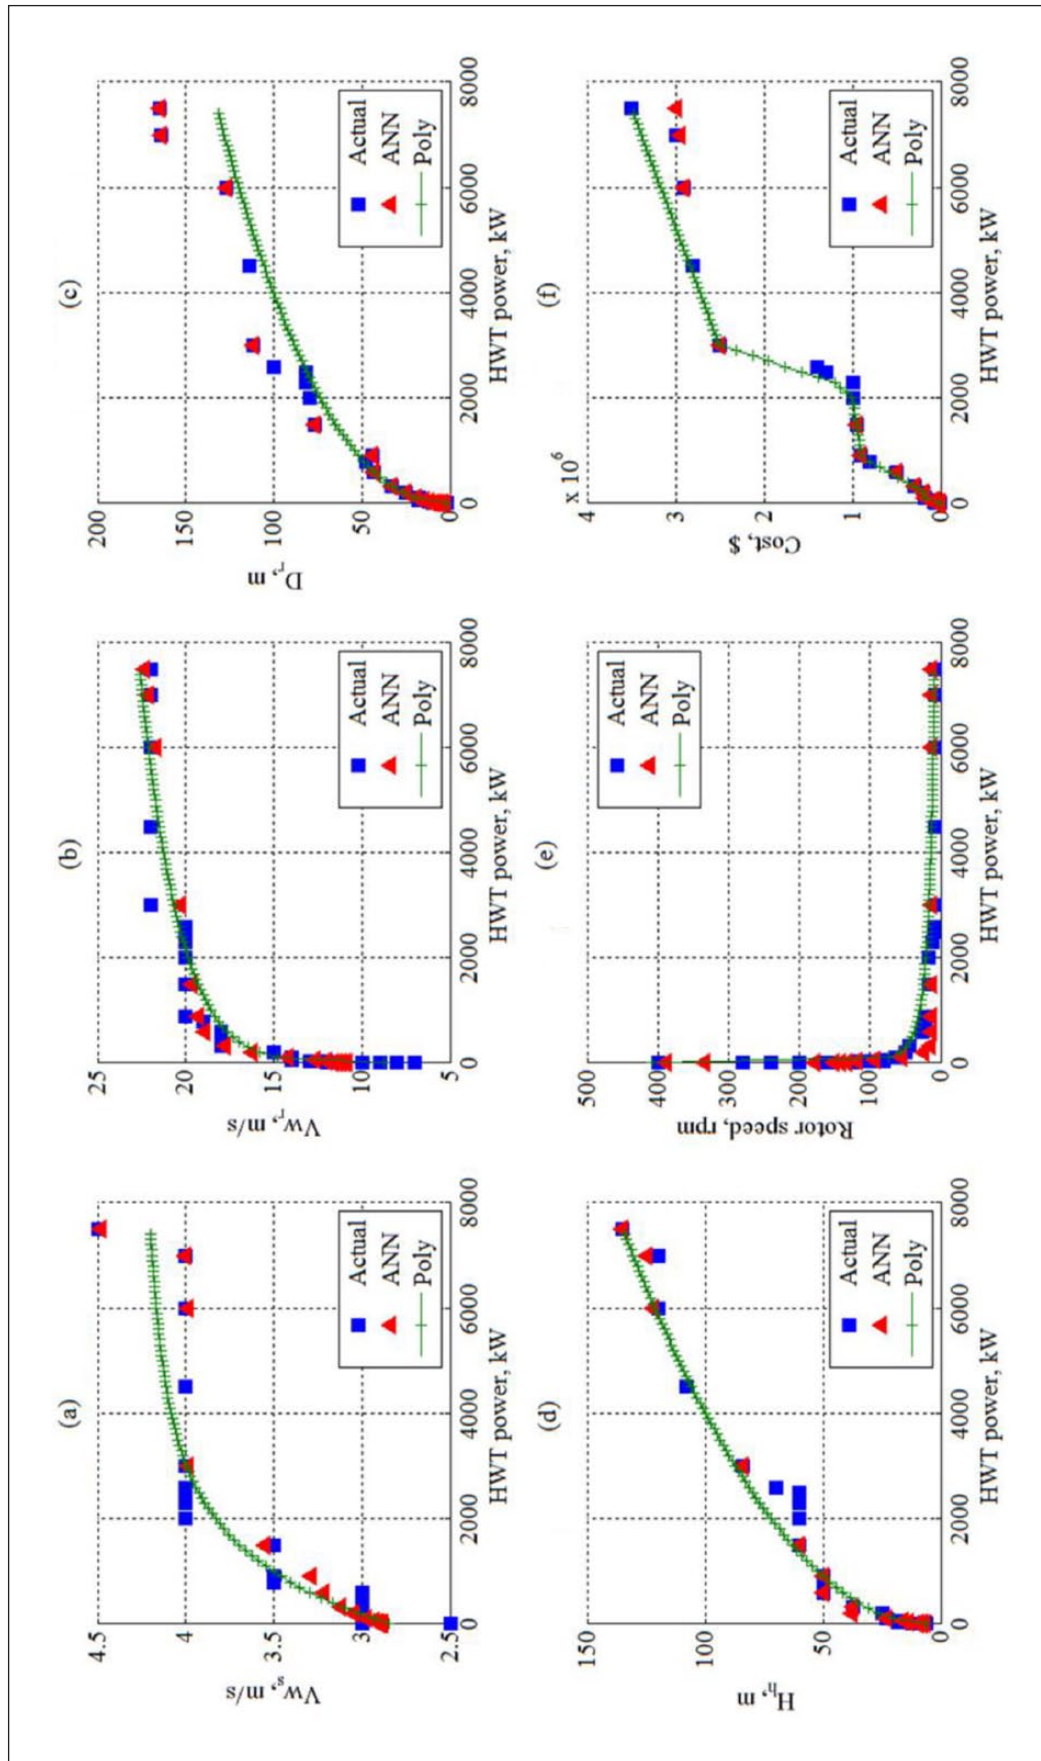 (a)
4.5
4
3.5
3
2.5
Vw_s, m/s
0
2000
4000
6000
8000
HWT power, kW
Actual
ANN
Poly
(b)
25
20
15
10
5
Vw_r, m/s
0
2000
4000
6000
8000
HWT power, kW
Actual
ANN
Poly
(c)
200
150
100
50
0
D_r, m
0
2000
4000
6000
8000
HWT power, kW
Actual
ANN
Poly
(d)
150
100
50
0
H_h, m
0
2000
4000
6000
8000
HWT power, kW
Actual
ANN
Poly
(e)
500
400
300
200
100
0
Rotor speed, rpm
0
2000
4000
6000
8000
HWT power, kW
Actual
ANN
Poly
(f)
x 10^6
4
3
2
1
0
Cost, $
0
2000
4000
6000
8000
HWT power, kW
Actual
ANN
Poly